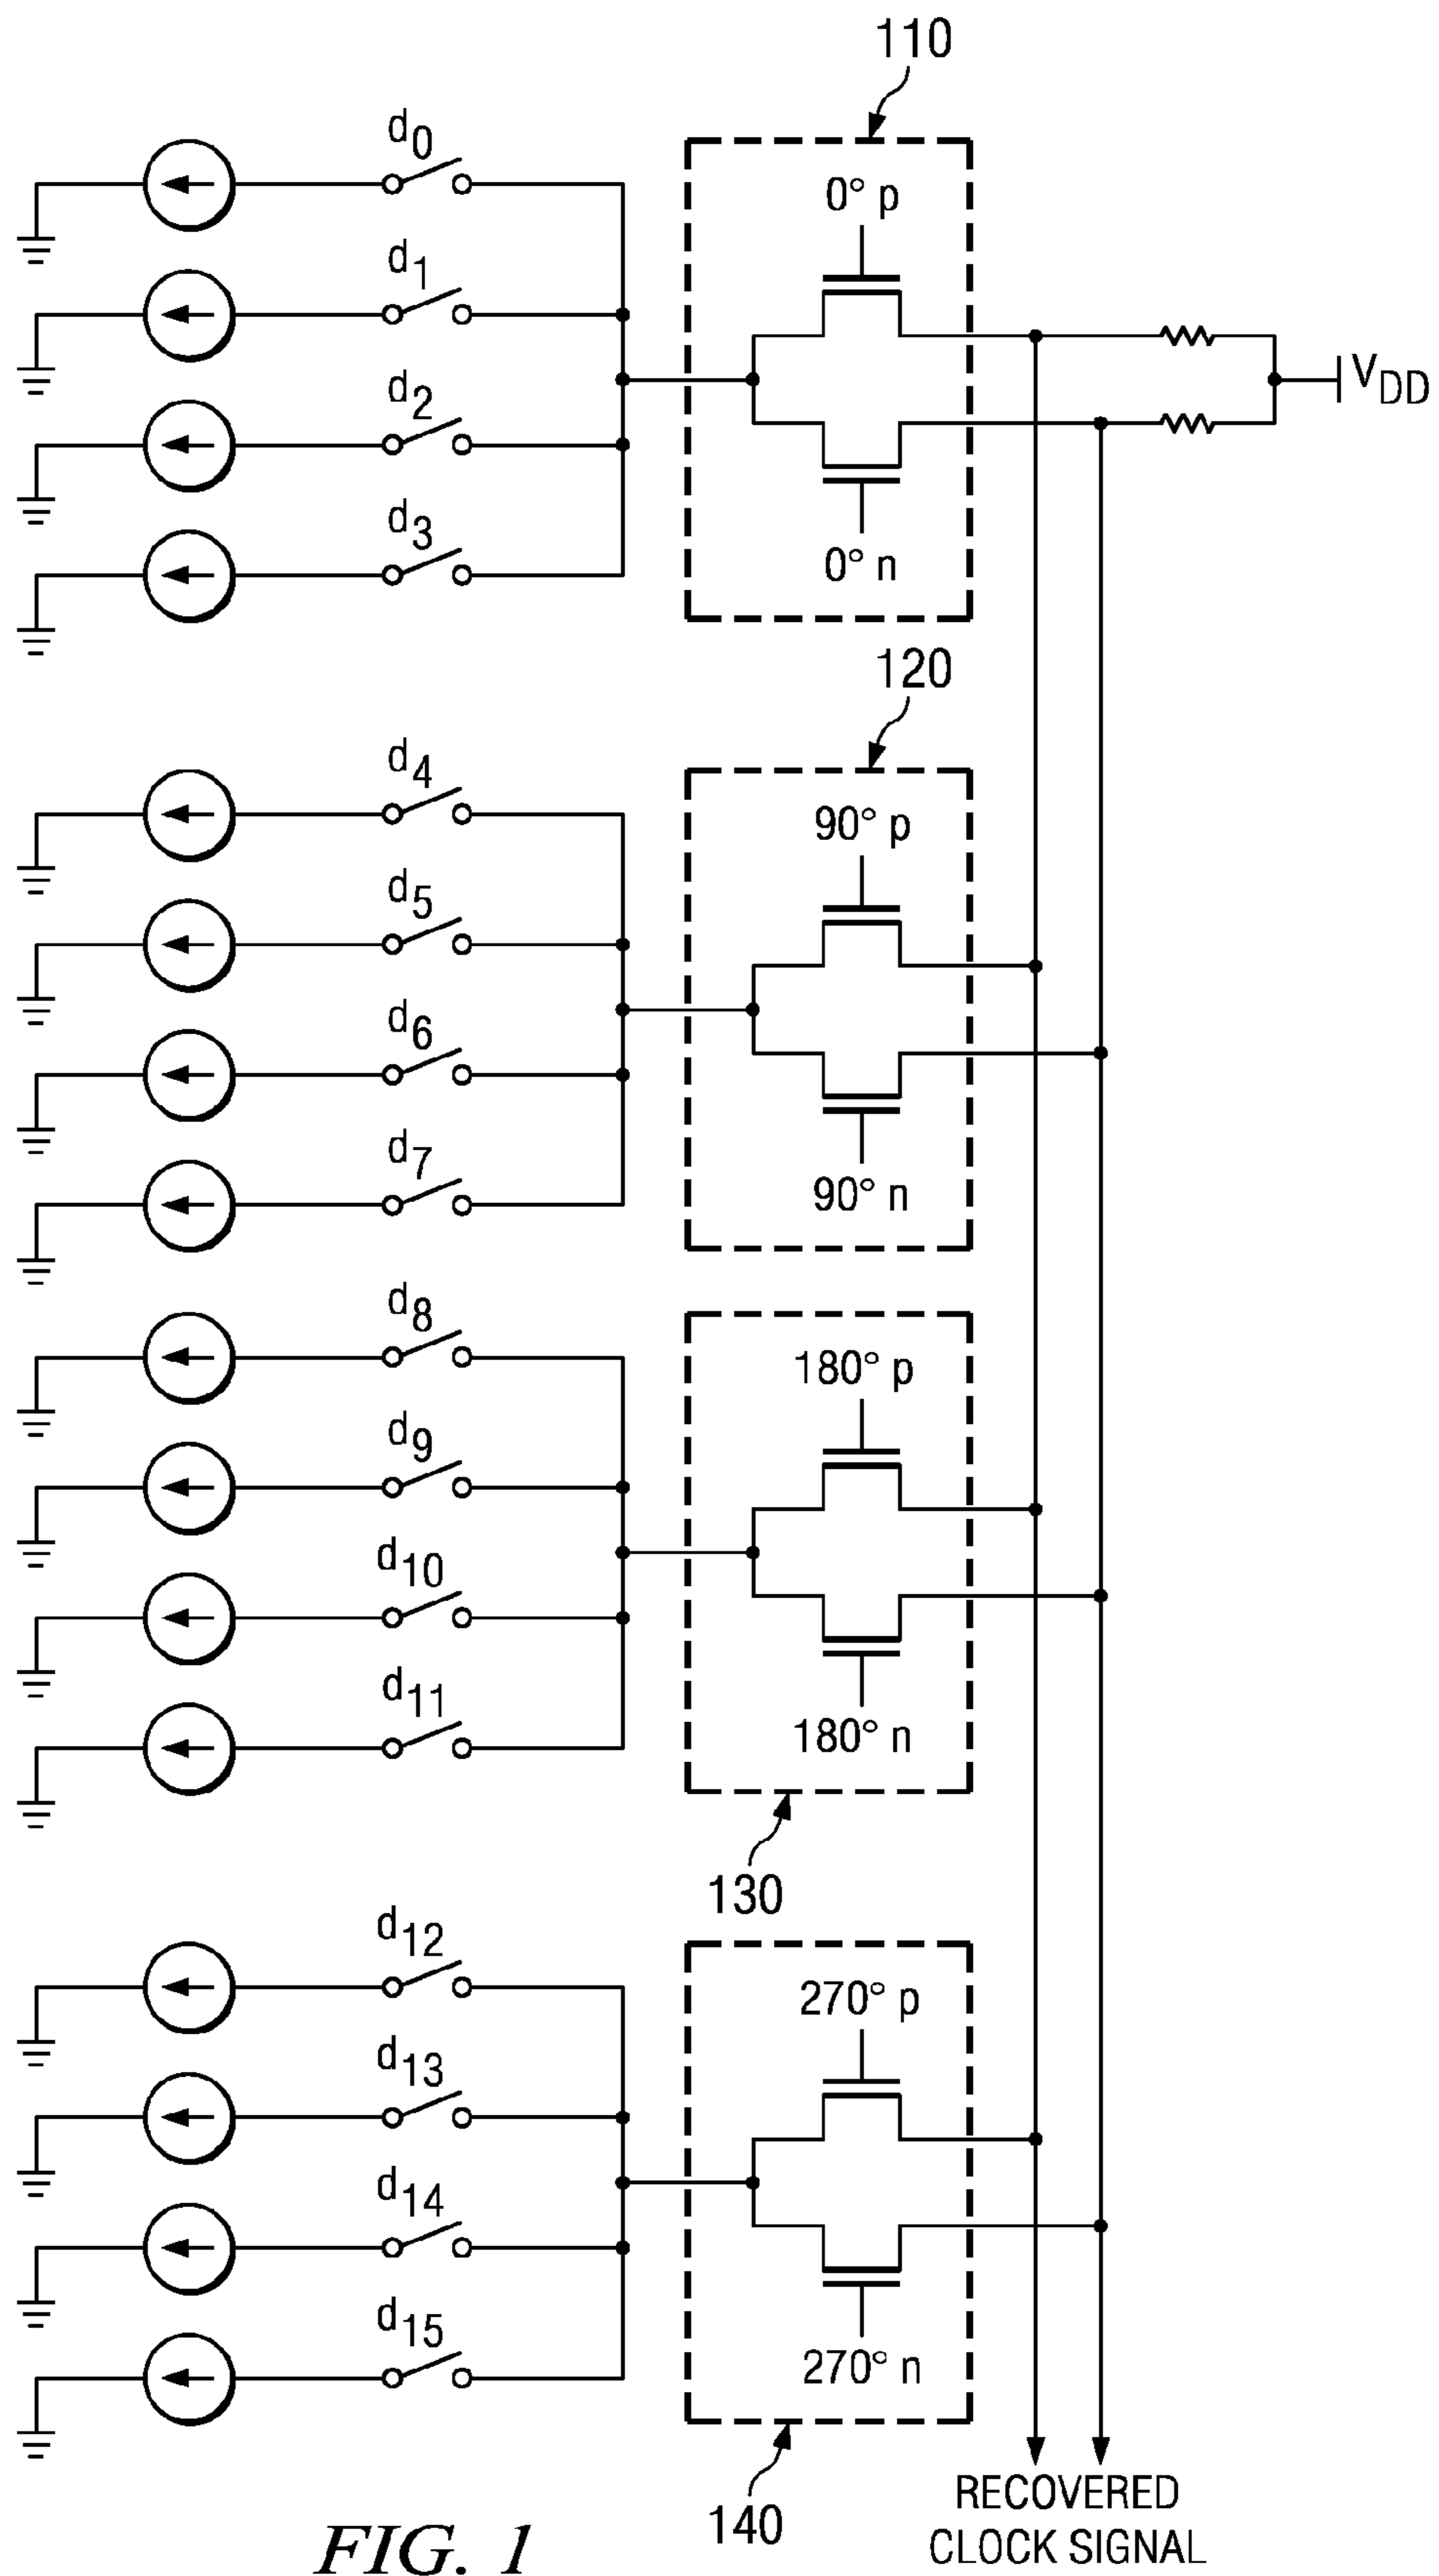 110
d0
0° p
d1
d2
VDD
d3
0° n
120
d4
90° p
d5
d6
d7
90° n
d8
180° p
d9
d10
d11
180° n
130
d12
270° p
d13
d14
d15
270° n
140
RECOVERED
CLOCK SIGNAL
FIG. 1